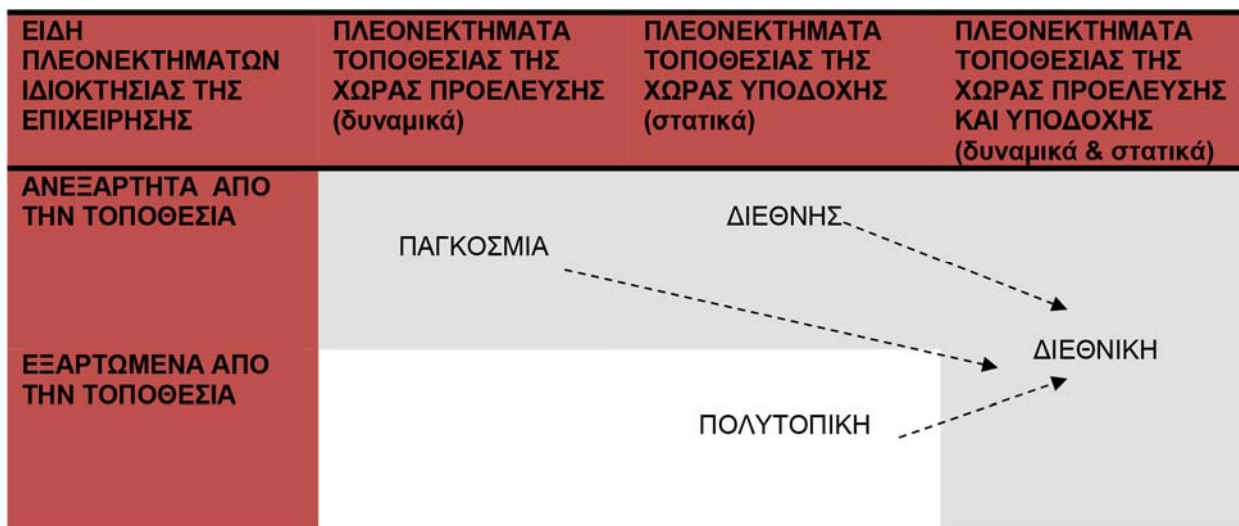 ΕΙΔΗ
ΠΛΕΟΝΕΚΤΗΜΑΤΩΝ
ΙΔΙΟΚΤΗΣΙΑΣ ΤΗΣ
ΕΠΙΧΕΙΡΗΣΗΣ
ΠΛΕΟΝΕΚΤΗΜΑΤΑ
ΤΟΠΟΘΕΣΙΑΣ ΤΗΣ
ΧΩΡΑΣ ΠΡΟΕΛΕΥΣΗΣ
(δυναμικά)
ΠΛΕΟΝΕΚΤΗΜΑΤΑ
ΤΟΠΟΘΕΣΙΑΣ ΤΗΣ
ΧΩΡΑΣ ΥΠΟΔΟΧΗΣ
(στατικά)
ΠΛΕΟΝΕΚΤΗΜΑΤΑ
ΤΟΠΟΘΕΣΙΑΣ ΤΗΣ
ΧΩΡΑΣ ΠΡΟΕΛΕΥΣΗΣ
ΚΑΙ ΥΠΟΔΟΧΗΣ
(δυναμικά & στατικά)
ΑΝΕΞΑΡΤΗΤΑ ΑΠΟ
ΤΗΝ ΤΟΠΟΘΕΣΙΑ
ΠΑΓΚΟΣΜΙΑ
ΔΙΕΘΝΗΣ
ΔΙΕΘΝΙΚΗ
ΕΞΑΡΤΩΜΕΝΑ ΑΠΟ
ΤΗΝ ΤΟΠΟΘΕΣΙΑ
ΠΟΛΥΤΟΠΙΚΗ